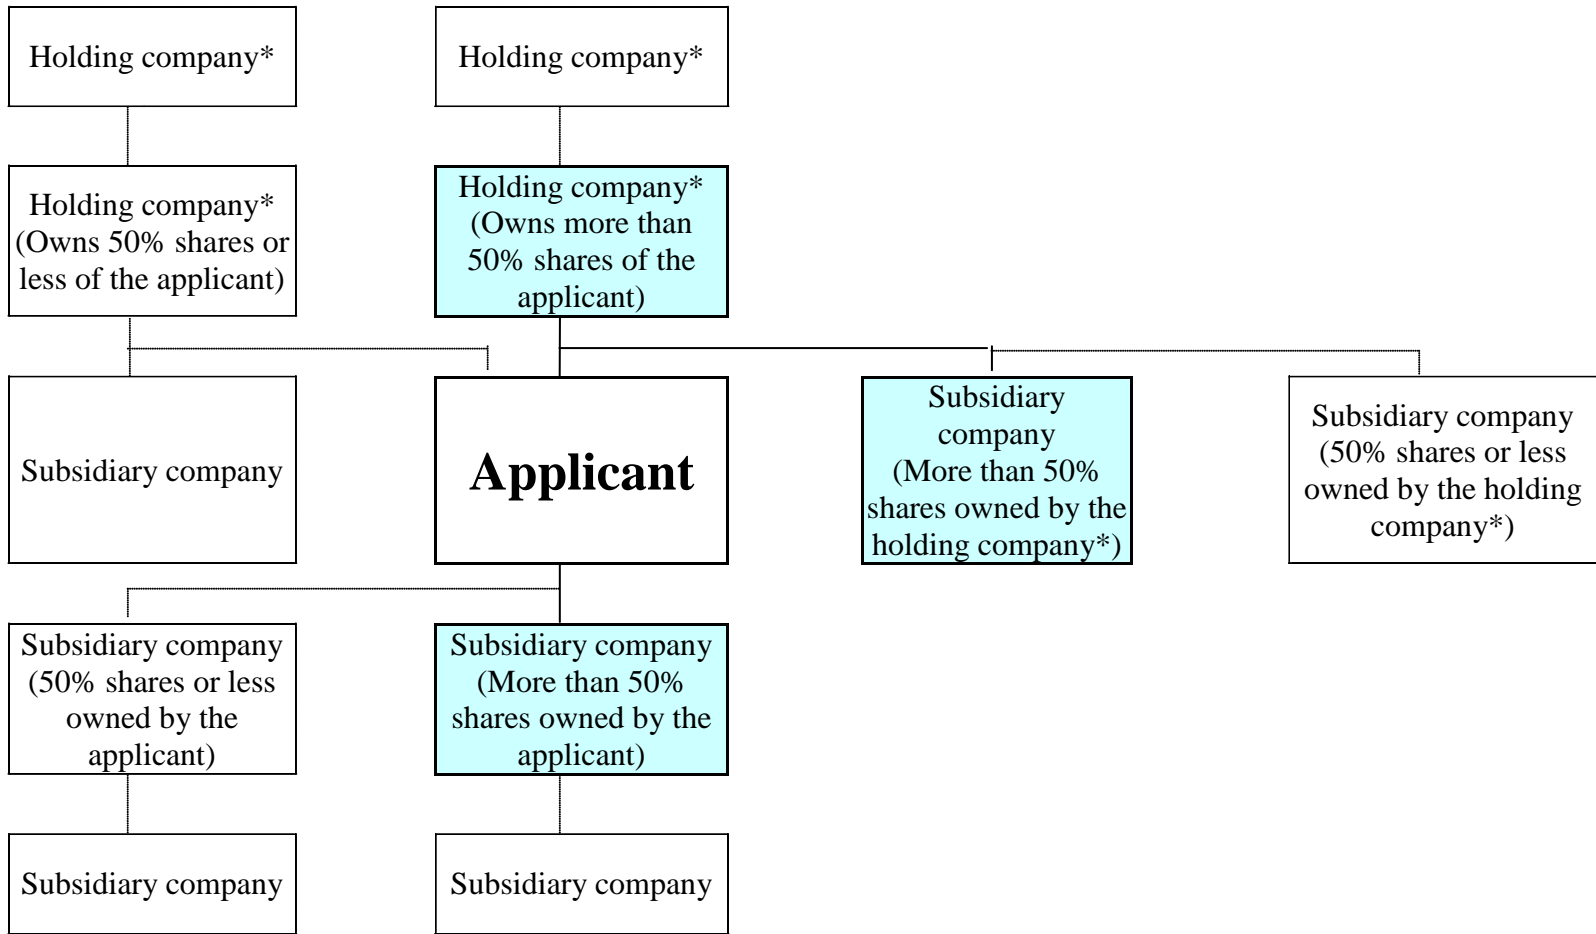 Holding company*
Holding company*
Holding company*
(Owns 50% shares or
less of the applicant)
Holding company*
(Owns more than
50% shares of the
applicant)
Subsidiary company
Applicant
Subsidiary
company
(More than 50%
shares owned by the
holding company*)
Subsidiary company
(50% shares or less
owned by the holding
company*)
Subsidiary company
(50% shares or less
owned by the
applicant)
Subsidiary company
(More than 50%
shares owned by the
applicant)
Subsidiary company
Subsidiary company